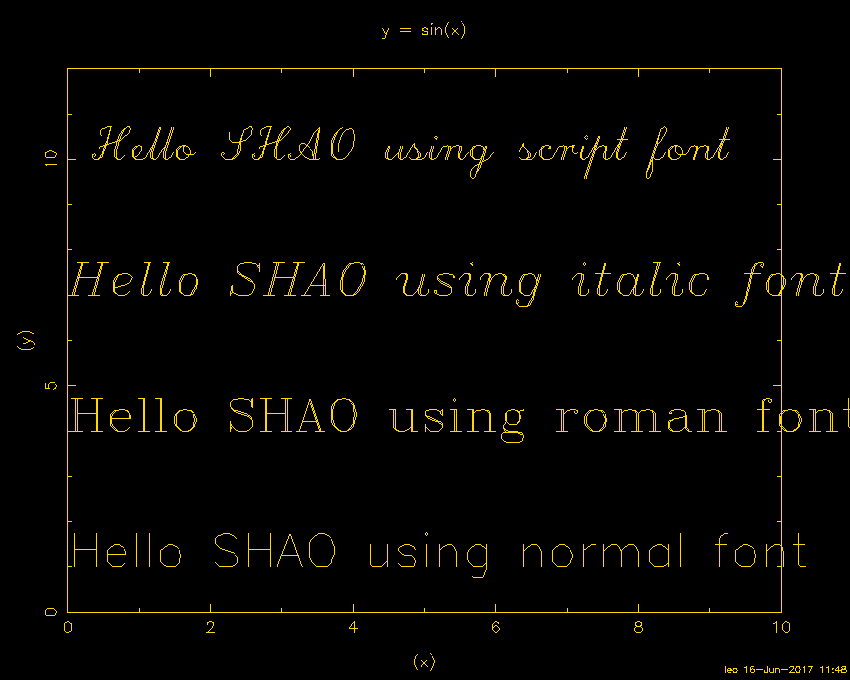 y = sin(x)
Hello SHAO using script font
10
Hello SHAO using italic font
(y)
5
Hello SHAO using roman font
Hello SHAO using normal font
0
0 2 4 6 8 10
(x)
leo 16-Jun-2017 11:48